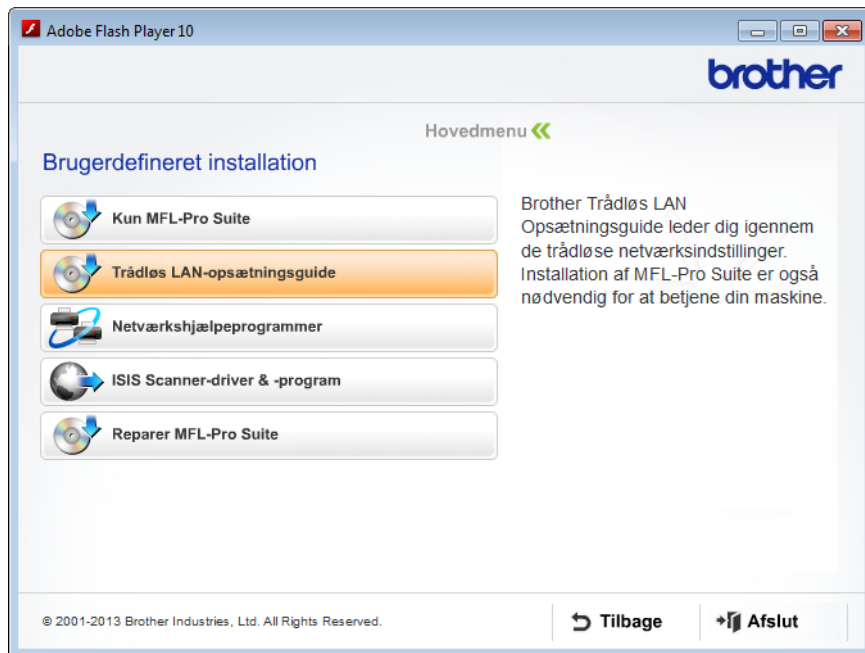 Adobe Flash Player 10
brother
Hovedmenu
Brugerdefineret installation
Kun MFL-Pro Suite
Trådløs LAN-opsætningsguide
Netværkshjælpeprogrammer
ISIS Scanner-driver & -program
Reparer MFL-Pro Suite
Brother Trådløs LAN
Opsætningsguide leder dig igennem
de trådløse netværksindstillinger.
Installation af MFL-Pro Suite er også
nødvendig for at betjene din maskine.
© 2001-2013 Brother Industries, Ltd. All Rights Reserved.
Tilbage
Afslut